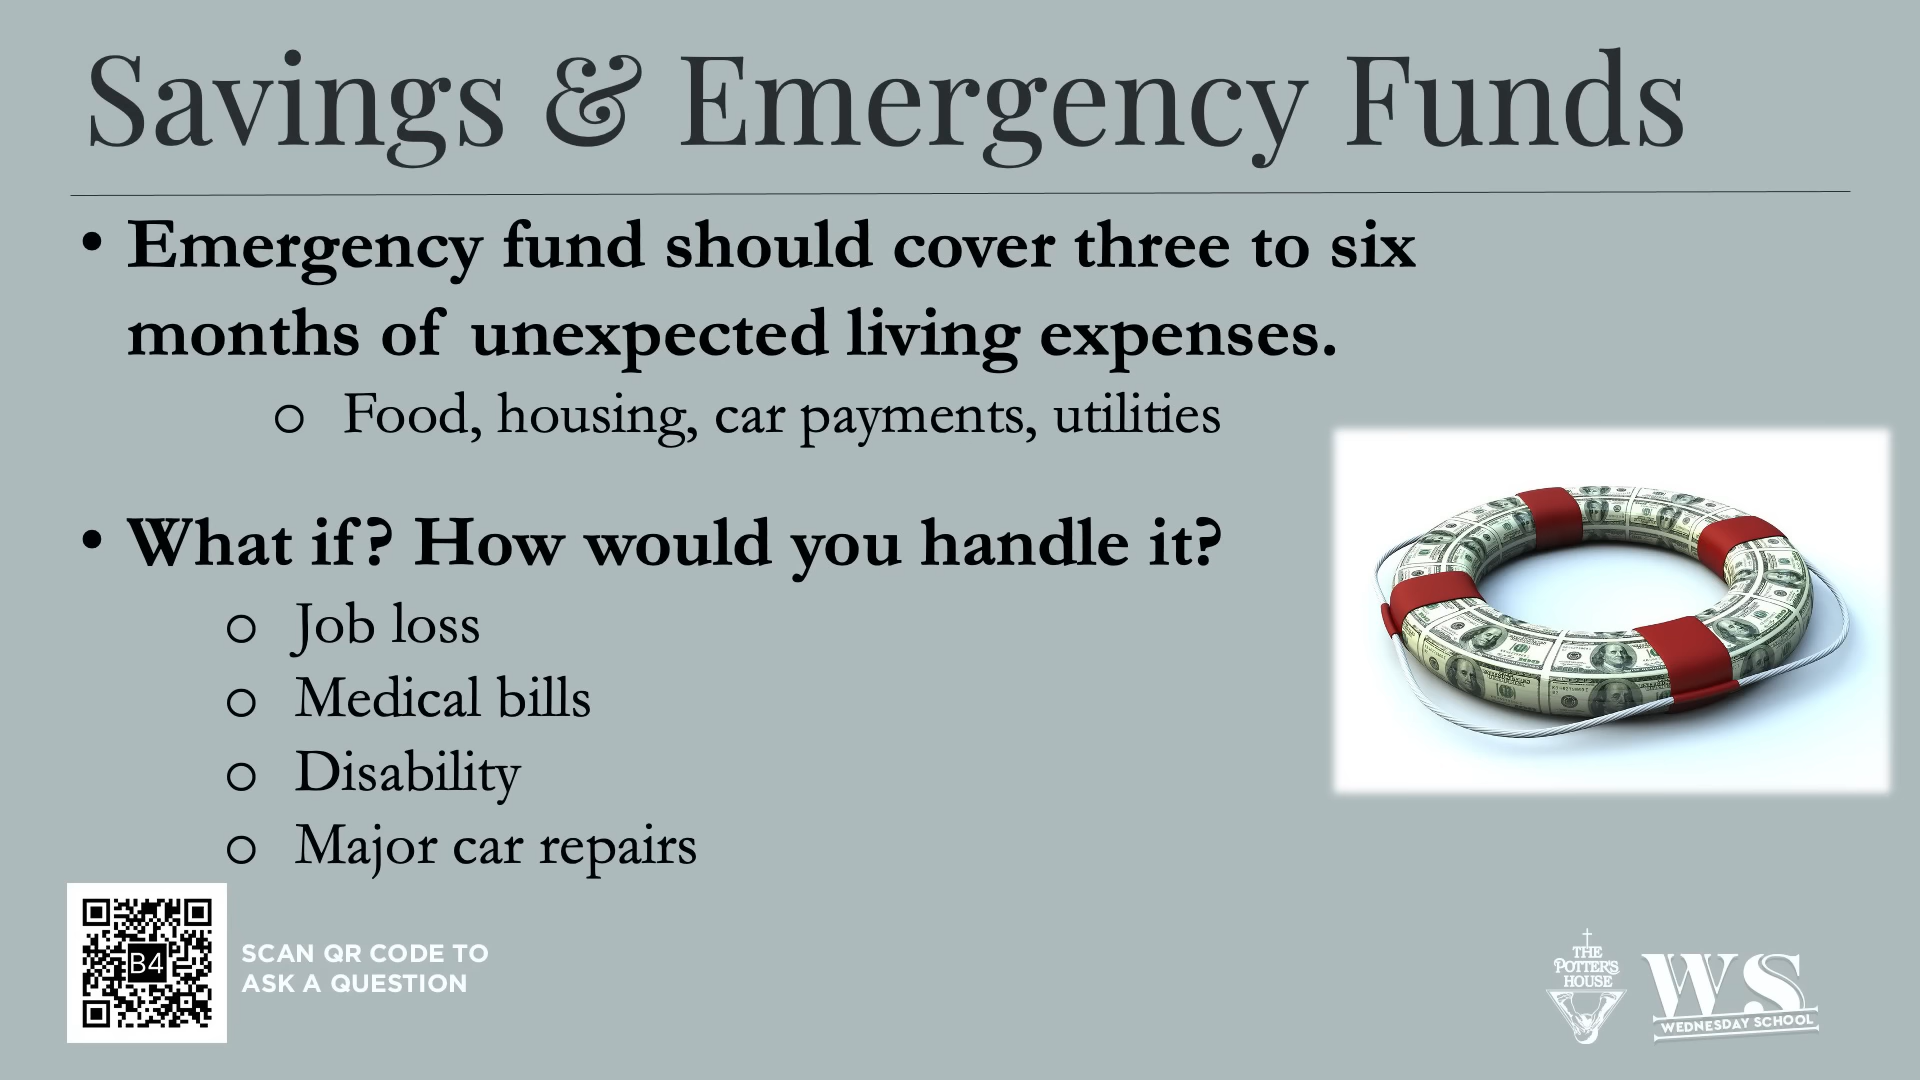 Savings & Emergency Funds
• Emergency fund should cover three to six
months of unexpected living expenses.
o Food, housing, car payments, utilities
• What if? How would you handle it?
o Job loss
o Medical bills
o Disability
o Major car repairs
B4
SCAN QR CODE TO
ASK A QUESTION
THE
POTTER'S
HOUSE
WS
WEDNESDAY SCHOOL